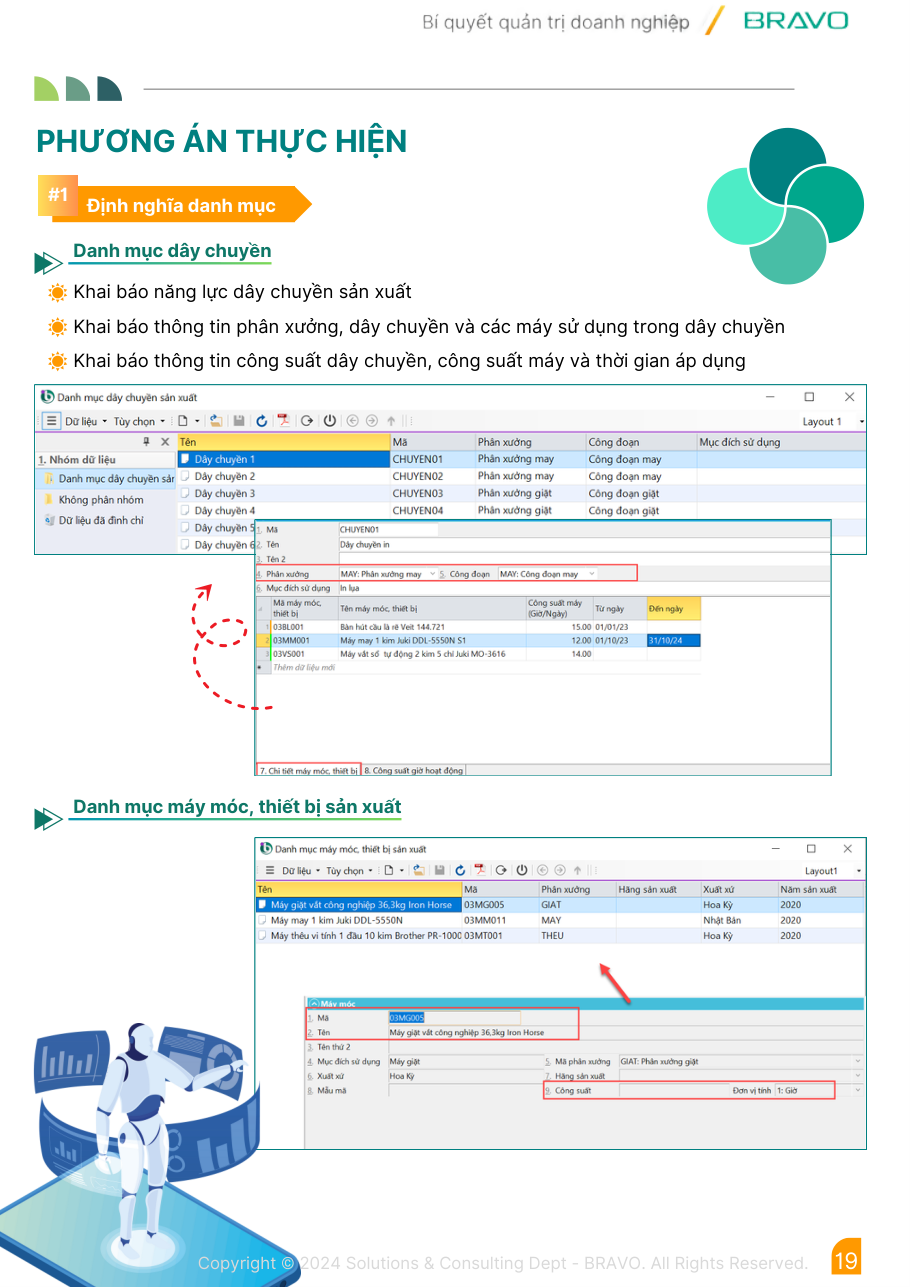 Bí quyết quản trị doanh nghiệp
BRAVO
PHƯƠNG ÁN THỰC HIỆN
#1
Định nghĩa danh mục
Danh mục dây chuyền
Khai báo năng lực dây chuyền sản xuất
Khai báo thông tin phân xưởng, dây chuyền và các máy sử dụng trong dây chuyền
Khai báo thông tin công suất dây chuyền, công suất máy và thời gian áp dụng
Danh mục dây chuyền sản xuất
Dữ liệu Tùy chọn Layout 1
Tên Mã Phân xưởng Công đoạn Mục đích sử dụng
1. Nhóm dữ liệu
Danh mục dây chuyền sản
Không phân nhóm
Dữ liệu đã đình chỉ
Dây chuyền 1 CHUYEN01 Phân xưởng may Công đoạn may
Dây chuyền 2 CHUYEN02 Phân xưởng may Công đoạn may
Dây chuyền 3 CHUYEN03 Phân xưởng giặt Công đoạn giặt
Dây chuyền 4 CHUYEN04 Phân xưởng giặt Công đoạn giặt
Dây chuyền 5
Dây chuyền 6
1. Mã CHUYEN01
2. Tên Dây chuyền in
3. Tên 2
4. Phân xưởng MAY: Phân xưởng may 5. Công đoạn MAY: Công đoạn may
6. Mục đích sử dụng In lụa
Mã máy móc, thiết bị Tên máy móc, thiết bị Công suất máy (Giờ/Ngày) Từ ngày Đến ngày
1 03BL001 Bàn hút cầu là rẽ Veit 144.721 15.00 01/01/23
2 03MM001 Máy may 1 kim Juki DDL-5550N S1 12.00 01/10/23 31/10/24
3 03VS001 Máy vắt sổ tự động 2 kim 5 chỉ Juki MO-3616 14.00
Thêm dữ liệu mới
7. Chi tiết máy móc, thiết bị 8. Công suất giờ hoạt động
Danh mục máy móc, thiết bị sản xuất
Danh mục máy móc, thiết bị sản xuất
Dữ liệu Tùy chọn Layout1
Tên Mã Phân xưởng Hãng sản xuất Xuất xứ Năm sản xuất
Máy giặt vắt công nghiệp 36,3kg Iron Horse 03MG005 GIAT Hoa Kỳ 2020
Máy may 1 kim Juki DDL-5550N 03MM011 MAY Nhật Bản 2020
Máy thêu vi tính 1 đầu 10 kim Brother PR-1000 03MT001 THEU Hoa Kỳ 2020
Máy móc
1. Mã 03MG005
2. Tên Máy giặt vắt công nghiệp 36,3kg Iron Horse
3. Tên thứ 2
4. Mục đích sử dụng Máy giặt 5. Mã phân xưởng GIAT: Phân xưởng giặt
6. Xuất xứ Hoa Kỳ 7. Hãng sản xuất
8. Mẫu mã 9. Công suất Đơn vị tính 1: Giờ
Copyright © 2024 Solutions & Consulting Dept - BRAVO. All Rights Reserved.
19